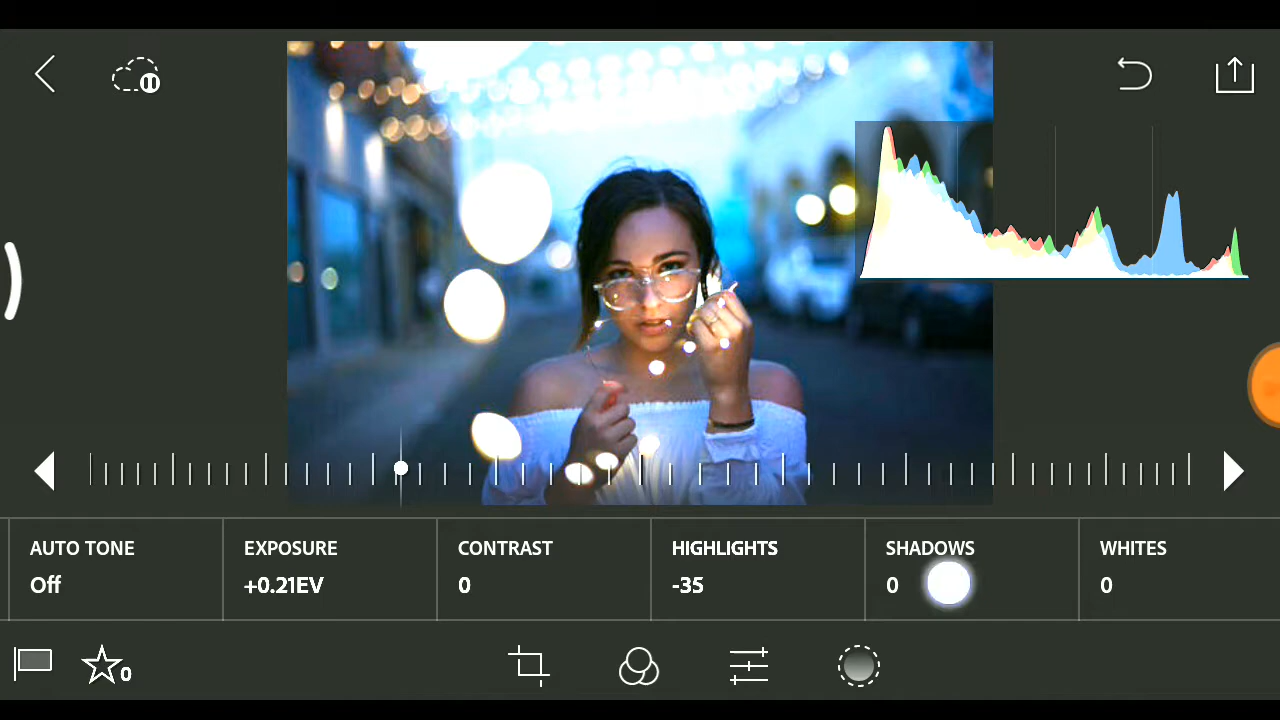 AUTO TONE EXPOSURE CONTRAST HIGHLIGHTS SHADOWS WHITES
Off +0.21EV 0 -35 0 0
0